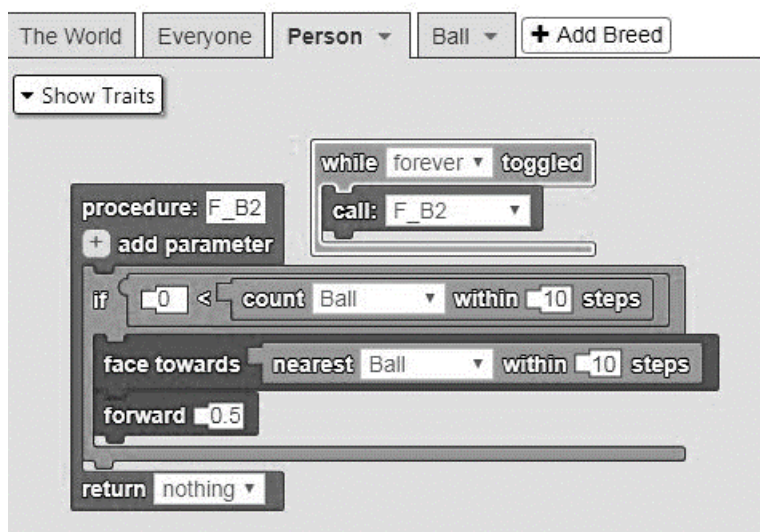 The World Everyone Person Ball + Add Breed
Show Traits
while forever toggled
call: F_B2
procedure: F_B2
+ add parameter
if 0 < count Ball within 10 steps
face towards nearest Ball within 10 steps
forward 0.5
return nothing